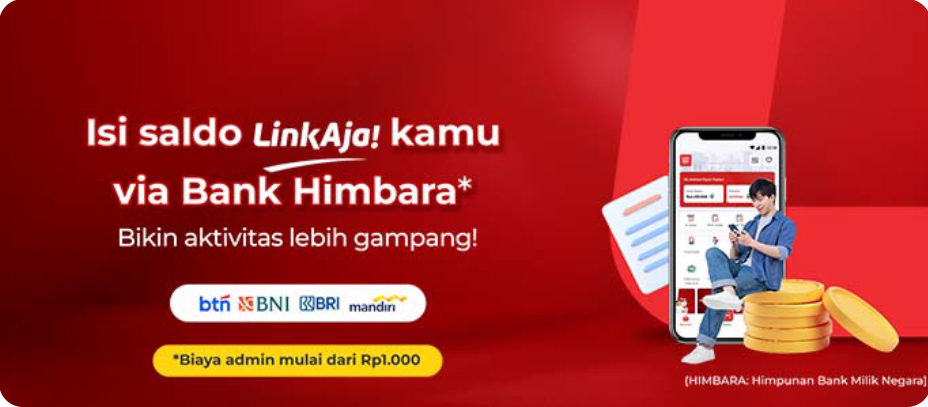 Isi saldo LinkAja! kamu
via Bank Himbara*
Bikin aktivitas lebih gampang!
btn BNI BRI mandiri
*Biaya admin mulai dari Rp1.000
(HIMBARA: Himpunan Bank Milik Negara)